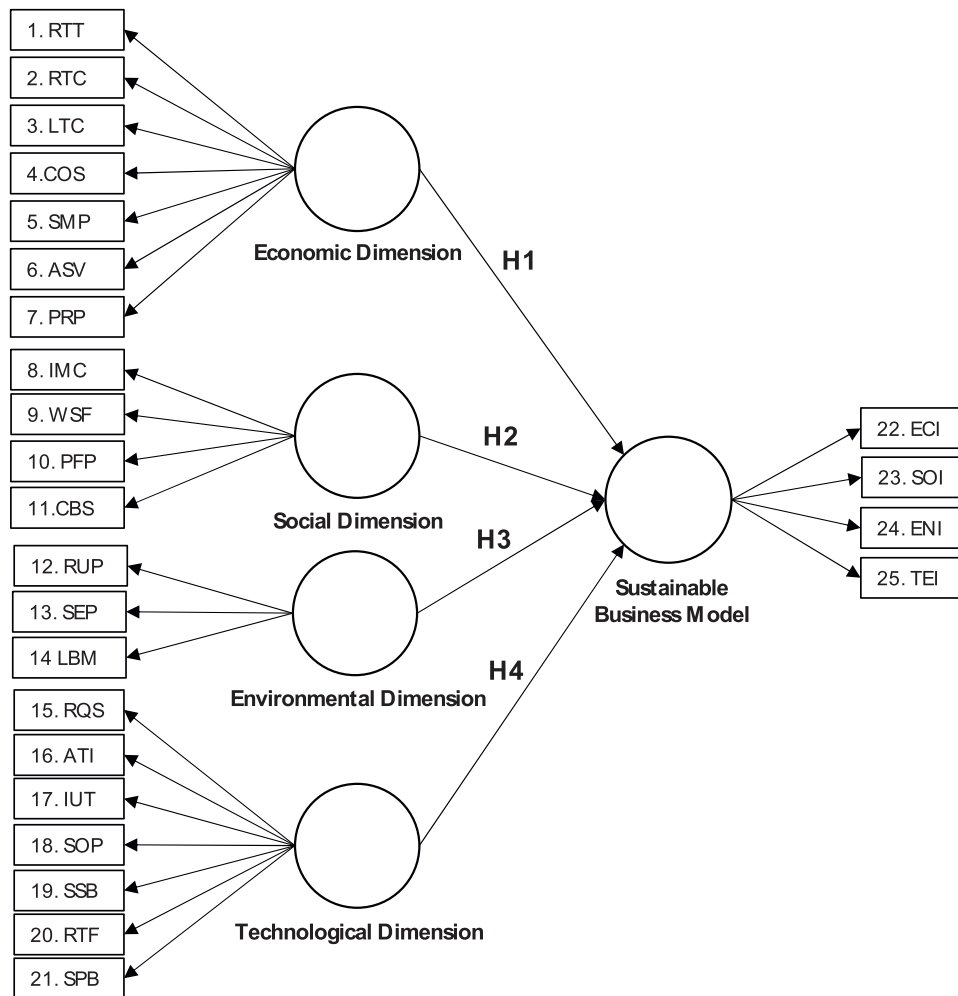 1. RTT
2. RTC
3. LTC
4.COS
5. SMP
6. ASV
7. PRP
Economic Dimension
H1
8. IMC
9. WSF
10. PFP
11.CBS
Social Dimension
H2
12. RUP
13. SEP
14 LBM
Environmental Dimension
H3
15. RQS
16. ATI
17. IUT
18. SOP
19. SSB
20. RTF
21. SPB
Technological Dimension
H4
Sustainable
Business Model
22. ECI
23. SOI
24. ENI
25. TEI